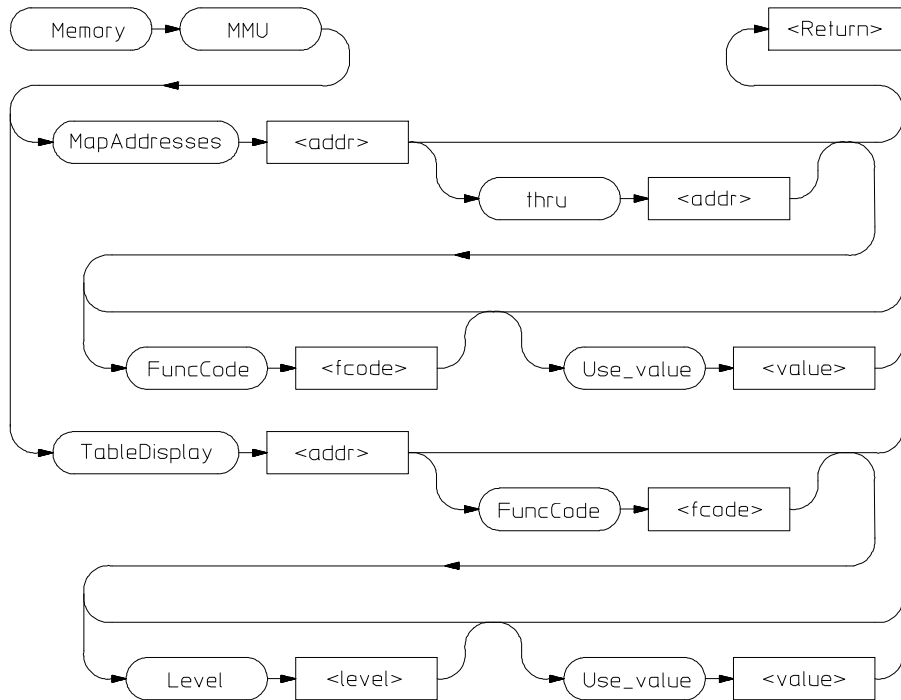 Memory MMU <Return>
MapAddresses <addr>
thru <addr>
FuncCode <fcode> Use_value <value>
TableDisplay <addr>
FuncCode <fcode>
Level <level> Use_value <value>